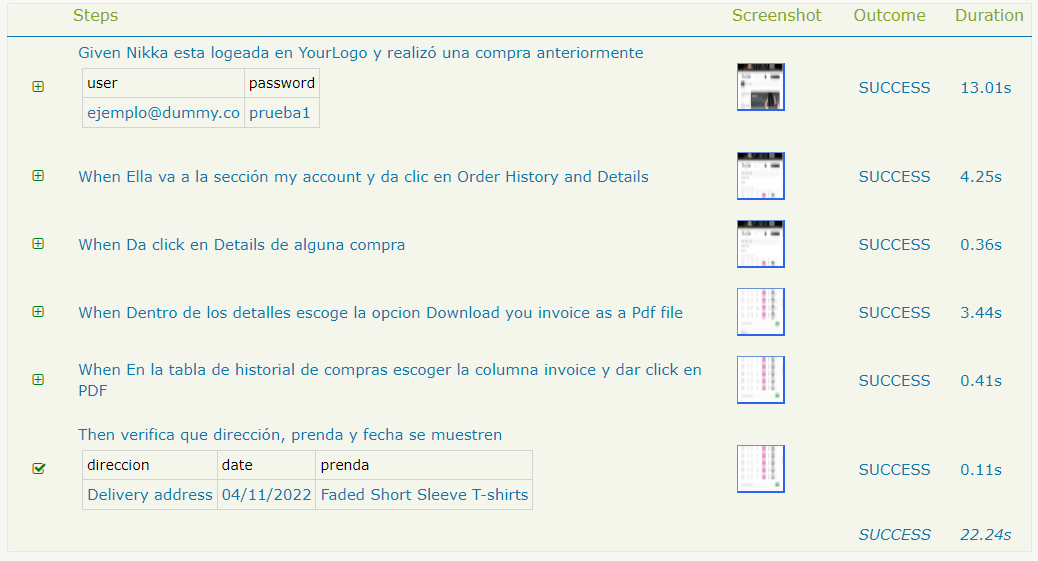 Steps Screenshot Outcome Duration
Given Nikka esta logeada en YourLogo y realizó una compra anteriormente
user password
ejemplo@dummy.co prueba1
SUCCESS 13.01s
When Ella va a la sección my account y da clic en Order History and Details SUCCESS 4.25s
When Da click en Details de alguna compra SUCCESS 0.36s
When Dentro de los detalles escoge la opcion Download you invoice as a Pdf file SUCCESS 3.44s
When En la tabla de historial de compras escoger la columna invoice y dar click en
PDF
SUCCESS 0.41s
Then verifica que dirección, prenda y fecha se muestren
direccion date prenda
Delivery address 04/11/2022 Faded Short Sleeve T-shirts
SUCCESS 0.11s
SUCCESS 22.24s